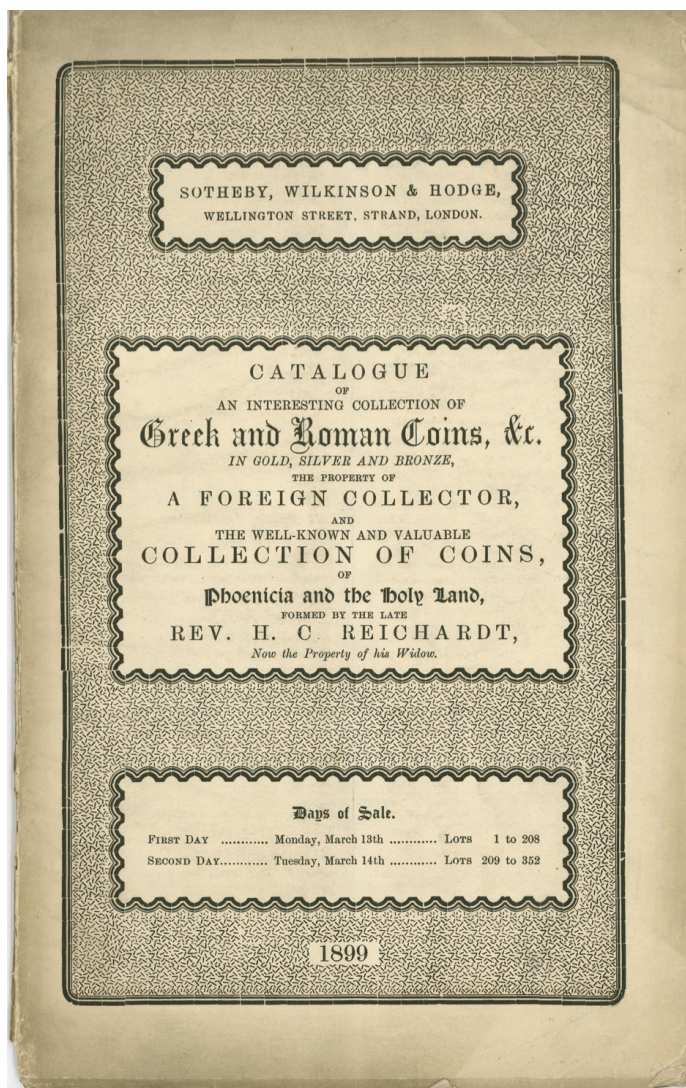 SOTHEBY, WILKINSON & HODGE,
WELLINGTON STREET, STRAND, LONDON.
CATALOGUE
OF
AN INTERESTING COLLECTION OF
Greek and Roman Coins, &c.
IN GOLD, SILVER AND BRONZE,
THE PROPERTY OF
A FOREIGN COLLECTOR,
AND
THE WELL-KNOWN AND VALUABLE
COLLECTION OF COINS,
OF
Phoenicia and the Holy Land,
FORMED BY THE LATE
REV. H. C. REICHARDT,
Now the Property of his Widow.
Days of Sale.
FIRST DAY ............ Monday, March 13th ............ LOTS 1 to 208
SECOND DAY............ Tuesday, March 14th ............ LOTS 209 to 352
1899